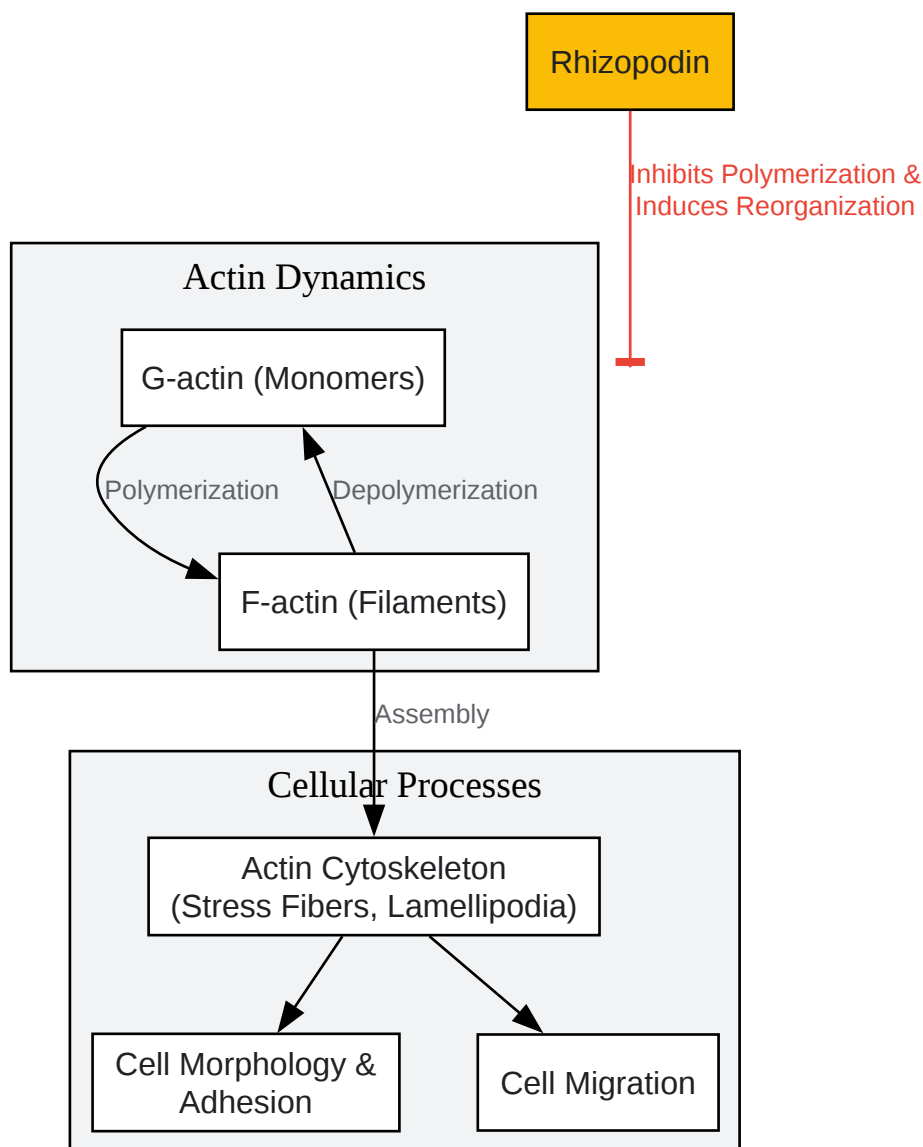 Rhizopodin
Inhibits Polymerization &
Induces Reorganization
Actin Dynamics
G-actin (Monomers)
Polymerization
Depolymerization
F-actin (Filaments)
Assembly
Cellular Processes
Actin Cytoskeleton
(Stress Fibers, Lamellipodia)
Cell Morphology &
Adhesion
Cell Migration